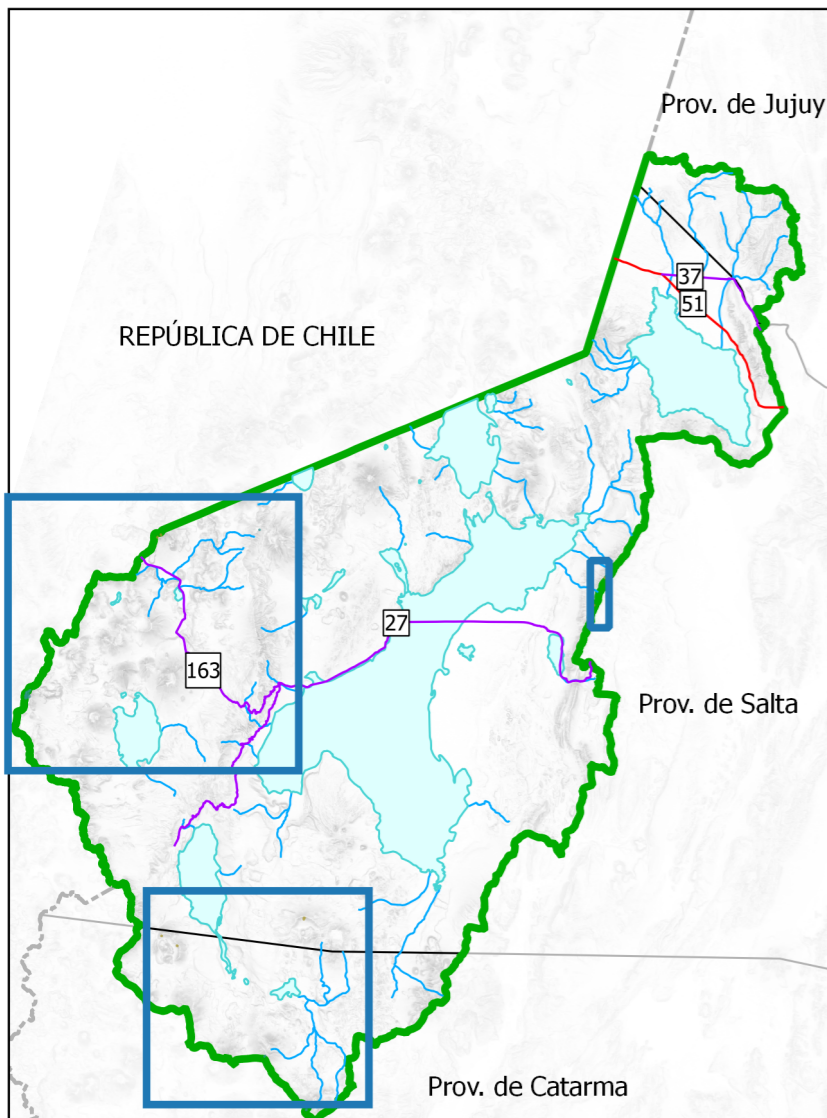 Prov. de Jujuy
37
51
REPÚBLICA DE CHILE
27
163
Prov. de Salta
Prov. de Catarma